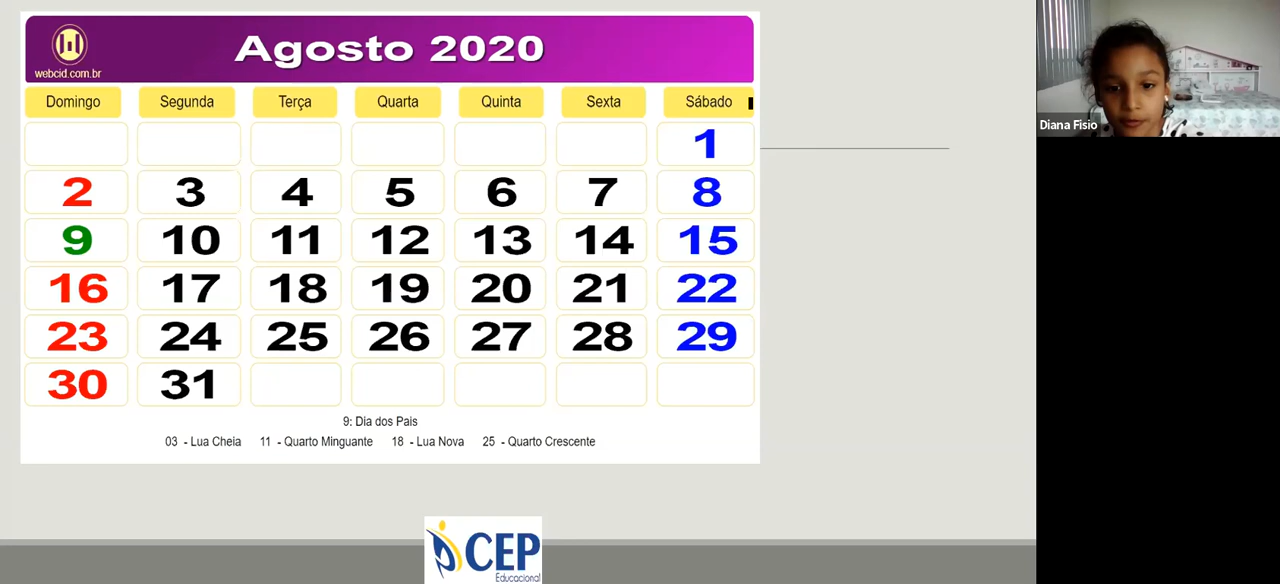 Agosto 2020
webcid.com.br
Domingo Segunda Terça Quarta Quinta Sexta Sábado
1
2 3 4 5 6 7 8
9 10 11 12 13 14 15
16 17 18 19 20 21 22
23 24 25 26 27 28 29
30 31
9: Dia dos Pais
03 - Lua Cheia 11 - Quarto Minguante 18 - Lua Nova 25 - Quarto Crescente
CEP
Educacional
Diana Fisio